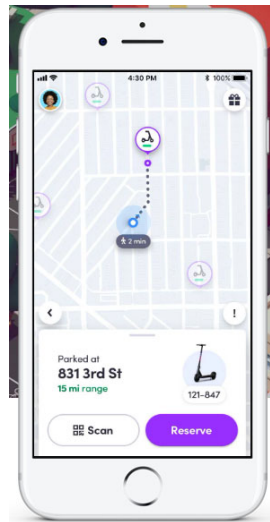 4:30 PM
100%
2 min
Parked at
831 3rd St
15 mi range
121-847
Scan
Reserve